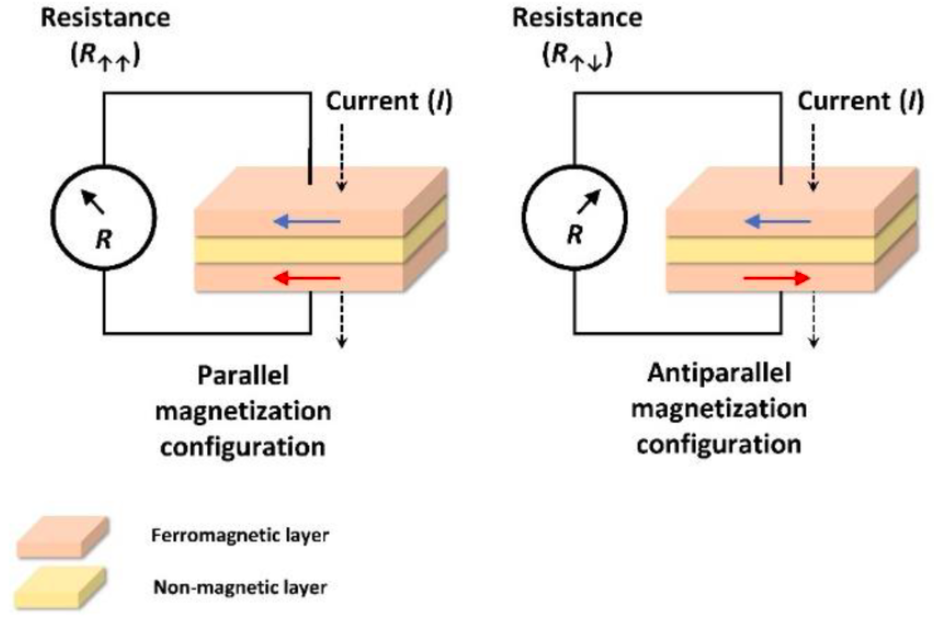 Resistance
(R↑↑)
Current (I)
R
Parallel
magnetization
configuration
Resistance
(R↑↓)
Current (I)
R
Antiparallel
magnetization
configuration
Ferromagnetic layer
Non-magnetic layer